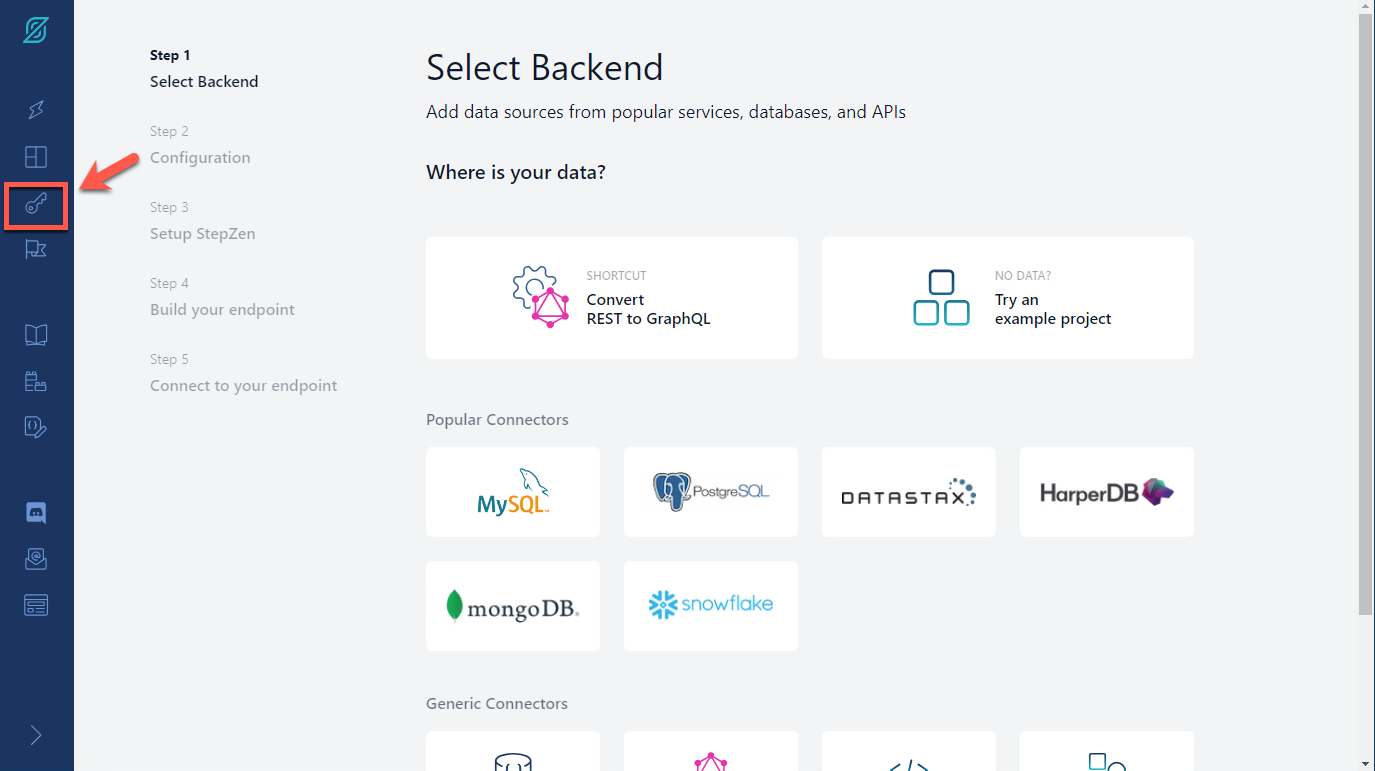 Step 1
Select Backend
Step 2
Configuration
Step 3
Setup StepZen
Step 4
Build your endpoint
Step 5
Connect to your endpoint
Select Backend
Add data sources from popular services, databases, and APIs
Where is your data?
SHORTCUT
Convert
REST to GraphQL
NO DATA?
Try an
example project
Popular Connectors
MySQL™
PostgreSQL
DATASTAX
HarperDB
mongoDB®
snowflake
Generic Connectors